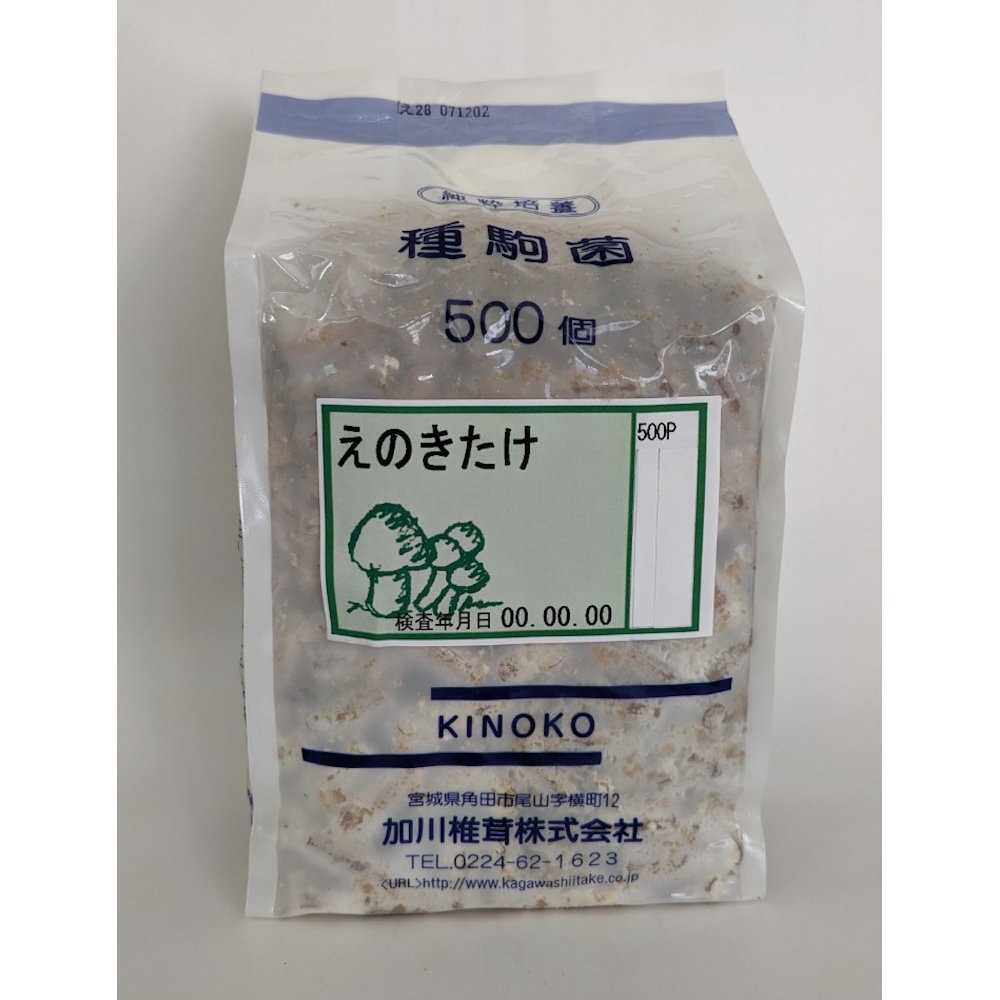 え28 071202
純粋培養
種駒菌
500個
えのきたけ
500P
検査年月日 00.00.00
KINOKO
宮城県角田市尾山字横町12
加川椎茸株式会社
TEL.0224-62-1623
<URL>http://www.kagawashiitake.co.jp